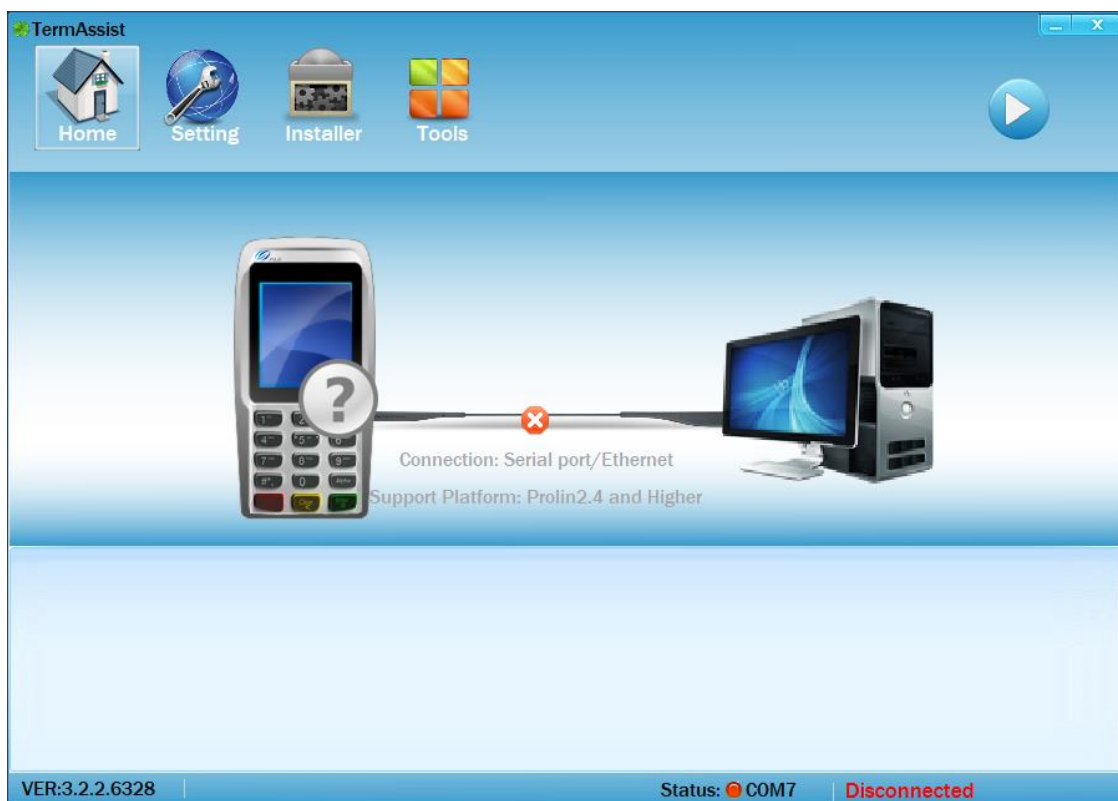 TermAssist
Home
Setting
Installer
Tools
Connection: Serial port/Ethernet
Support Platform: Prolin2.4 and Higher
VER:3.2.2.6328
Status: COM7
Disconnected